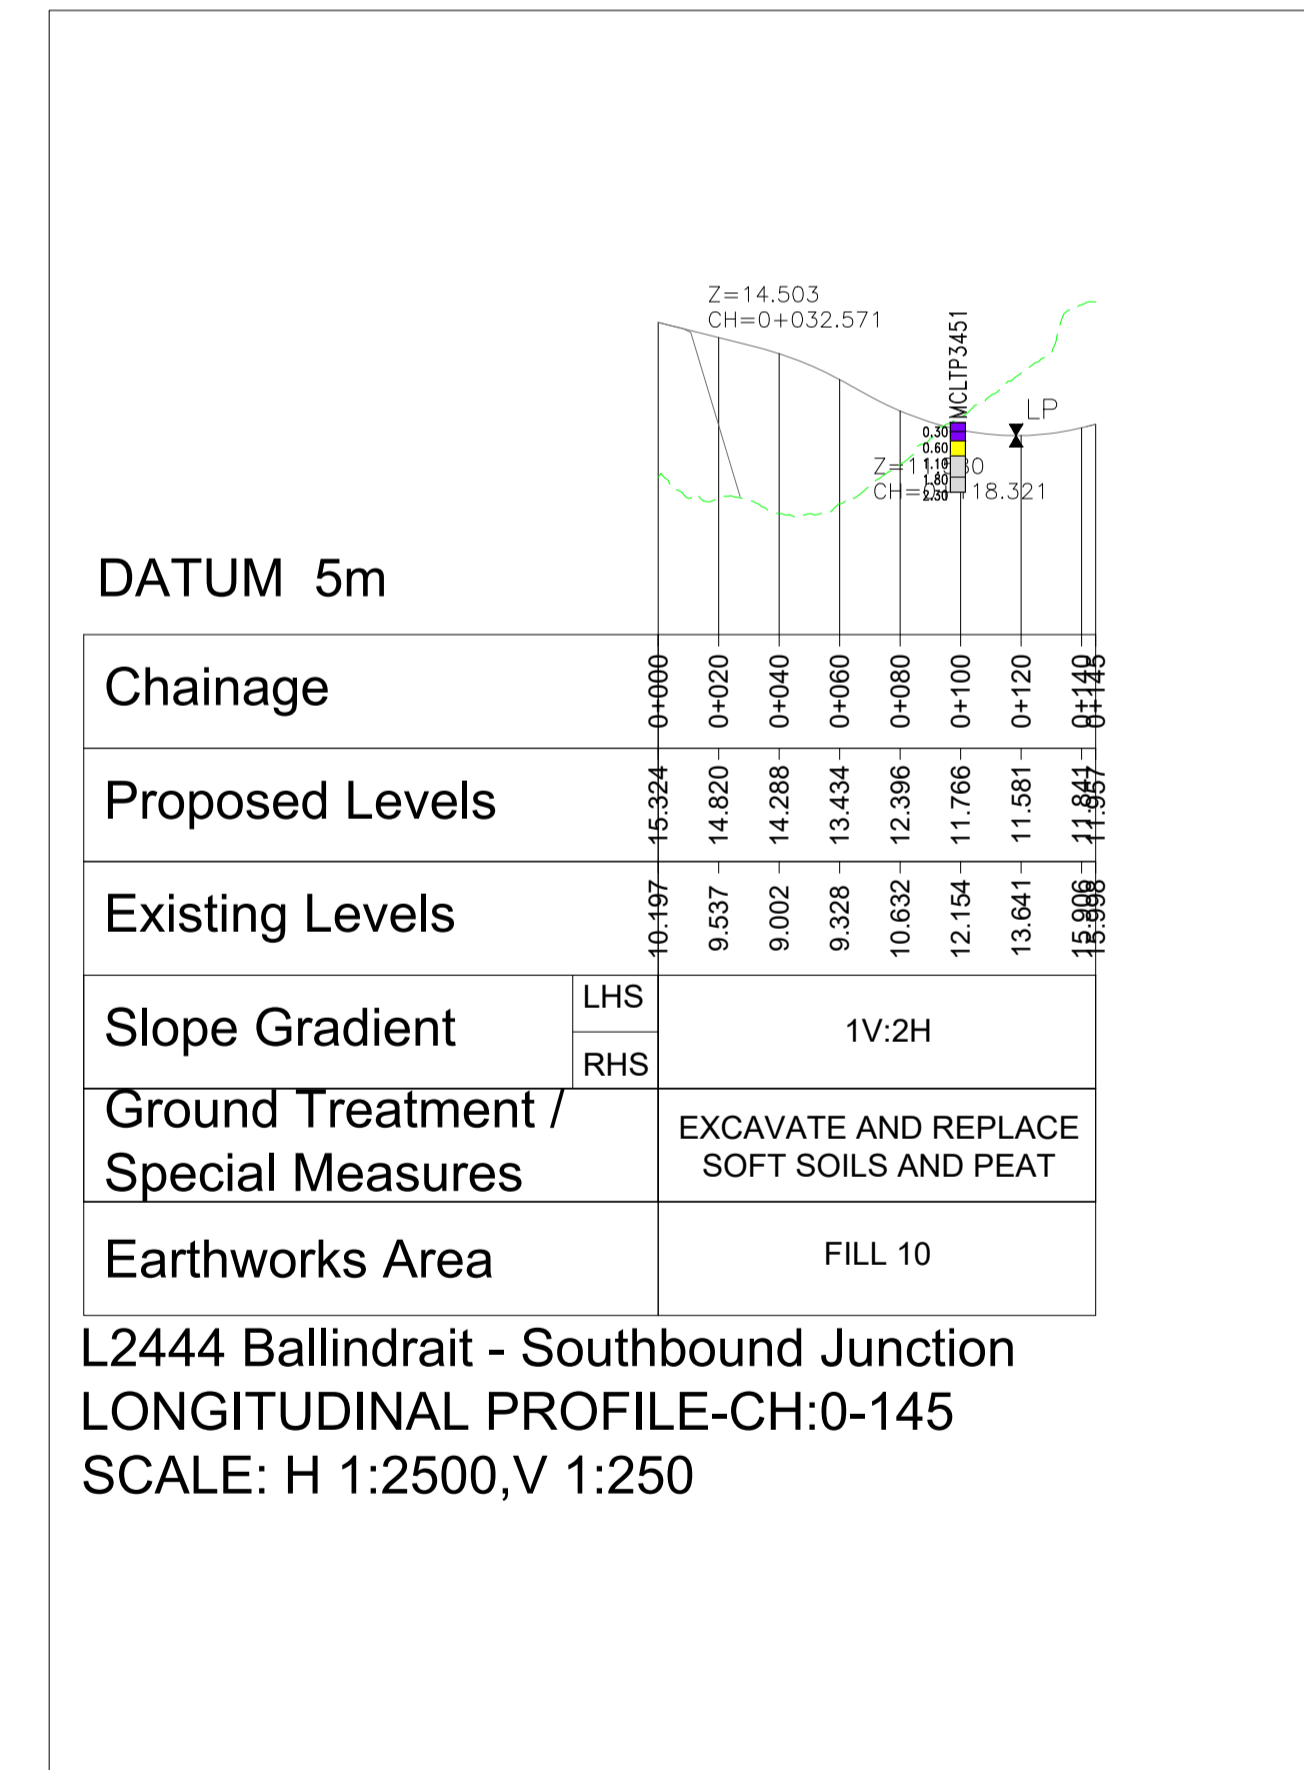 Z=14.503
CH=0+032.571
MCLTP3451
LP
0.30
0.60
1.10
1.80
2.30
18.321
DATUM 5m
Chainage
0+000 0+020 0+040 0+060 0+080 0+100 0+120 0+140 0+145
Proposed Levels
15.324 14.820 14.288 13.434 12.396 11.766 11.581 11.841 11.957
Existing Levels
10.197 9.537 9.002 9.328 10.632 12.154 13.641 15.906 15.998
Slope Gradient
LHS
RHS
1V:2H
Ground Treatment /
Special Measures
EXCAVATE AND REPLACE
SOFT SOILS AND PEAT
Earthworks Area
FILL 10
L2444 Ballindrait - Southbound Junction
LONGITUDINAL PROFILE-CH:0-145
SCALE: H 1:2500,V 1:250